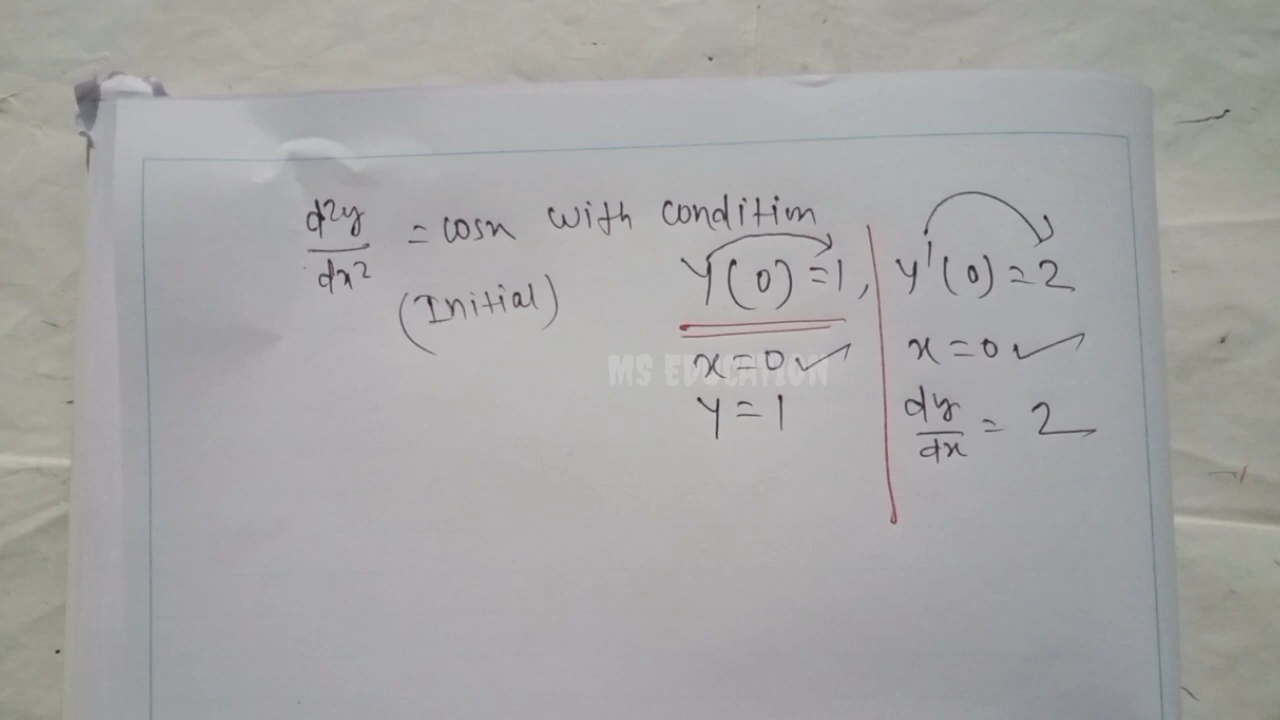 d²y/dx² = cosx with condition
(Initial)
y(0) = 1,
x = 0 ✓
y = 1
y'(0) = 2
x = 0 ✓
dy/dx = 2
MS EDUCATION